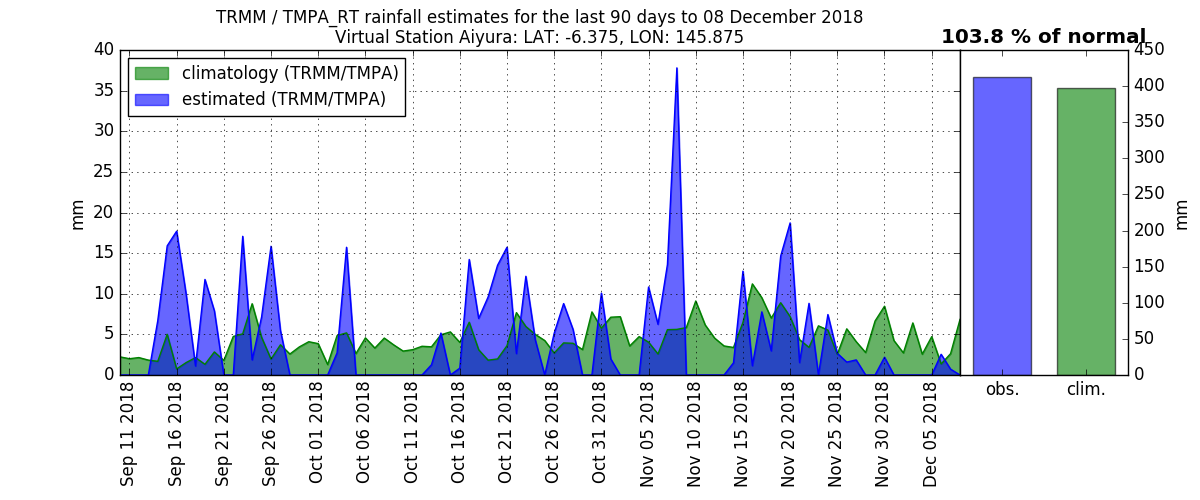 TRMM / TMPA_RT rainfall estimates for the last 90 days to 08 December 2018
Virtual Station Aiyura: LAT: -6.375, LON: 145.875
103.8 % of normal
climatology (TRMM/TMPA)
estimated (TRMM/TMPA)
40
35
30
25
20
15
10
5
0
mm
Sep 11 2018
Sep 16 2018
Sep 21 2018
Sep 26 2018
Oct 01 2018
Oct 06 2018
Oct 11 2018
Oct 16 2018
Oct 21 2018
Oct 26 2018
Oct 31 2018
Nov 05 2018
Nov 10 2018
Nov 15 2018
Nov 20 2018
Nov 25 2018
Nov 30 2018
Dec 05 2018
obs.
clim.
450
400
350
300
250
200
150
100
50
0
mm